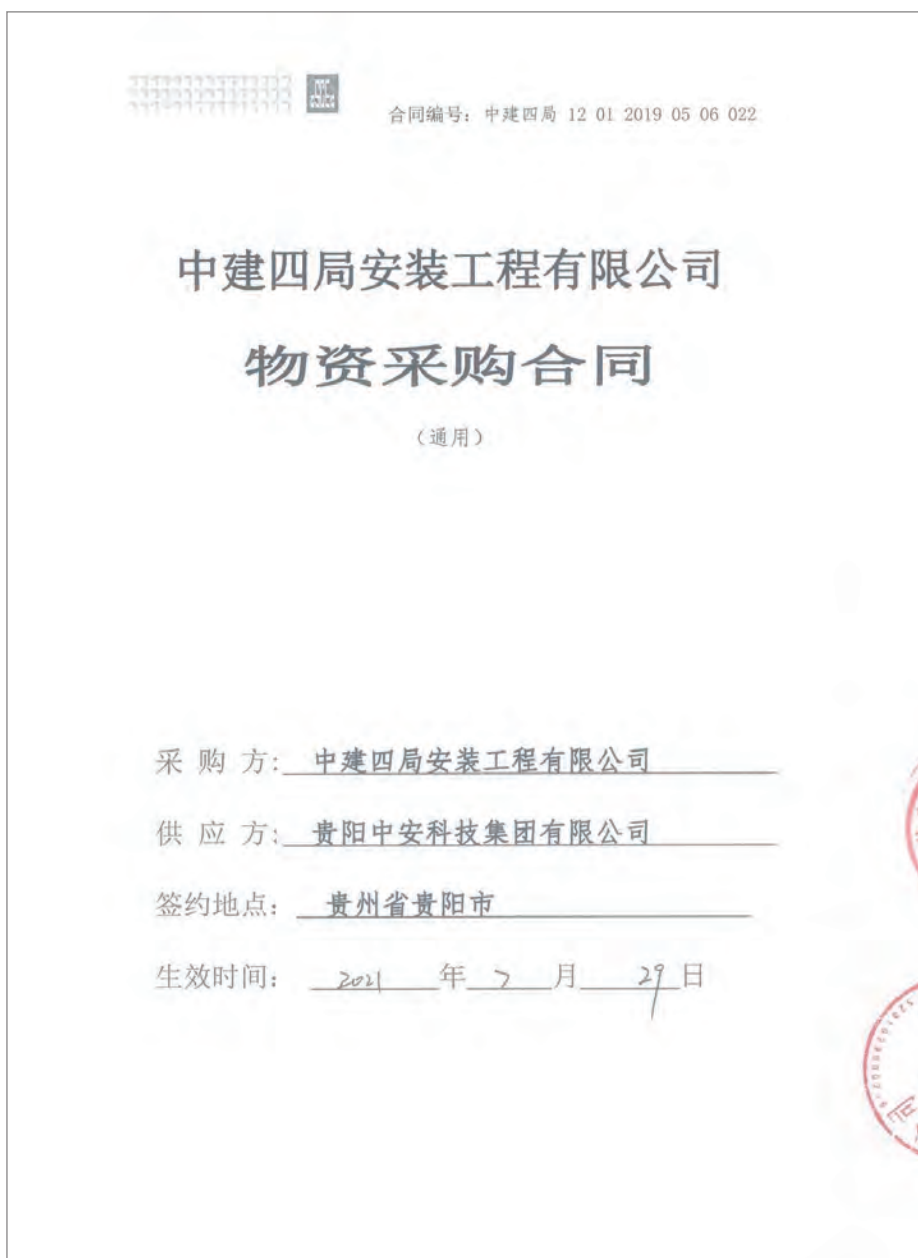 合同编号: 中建四局 12 01 2019 05 06 022
中建四局安装工程有限公司
物资采购合同
(通用)
采 购 方: 中建四局安装工程有限公司
供 应 方: 贵阳中安科技集团有限公司
签约地点: 贵州省贵阳市
生效时间: 2021 年 7 月 29 日